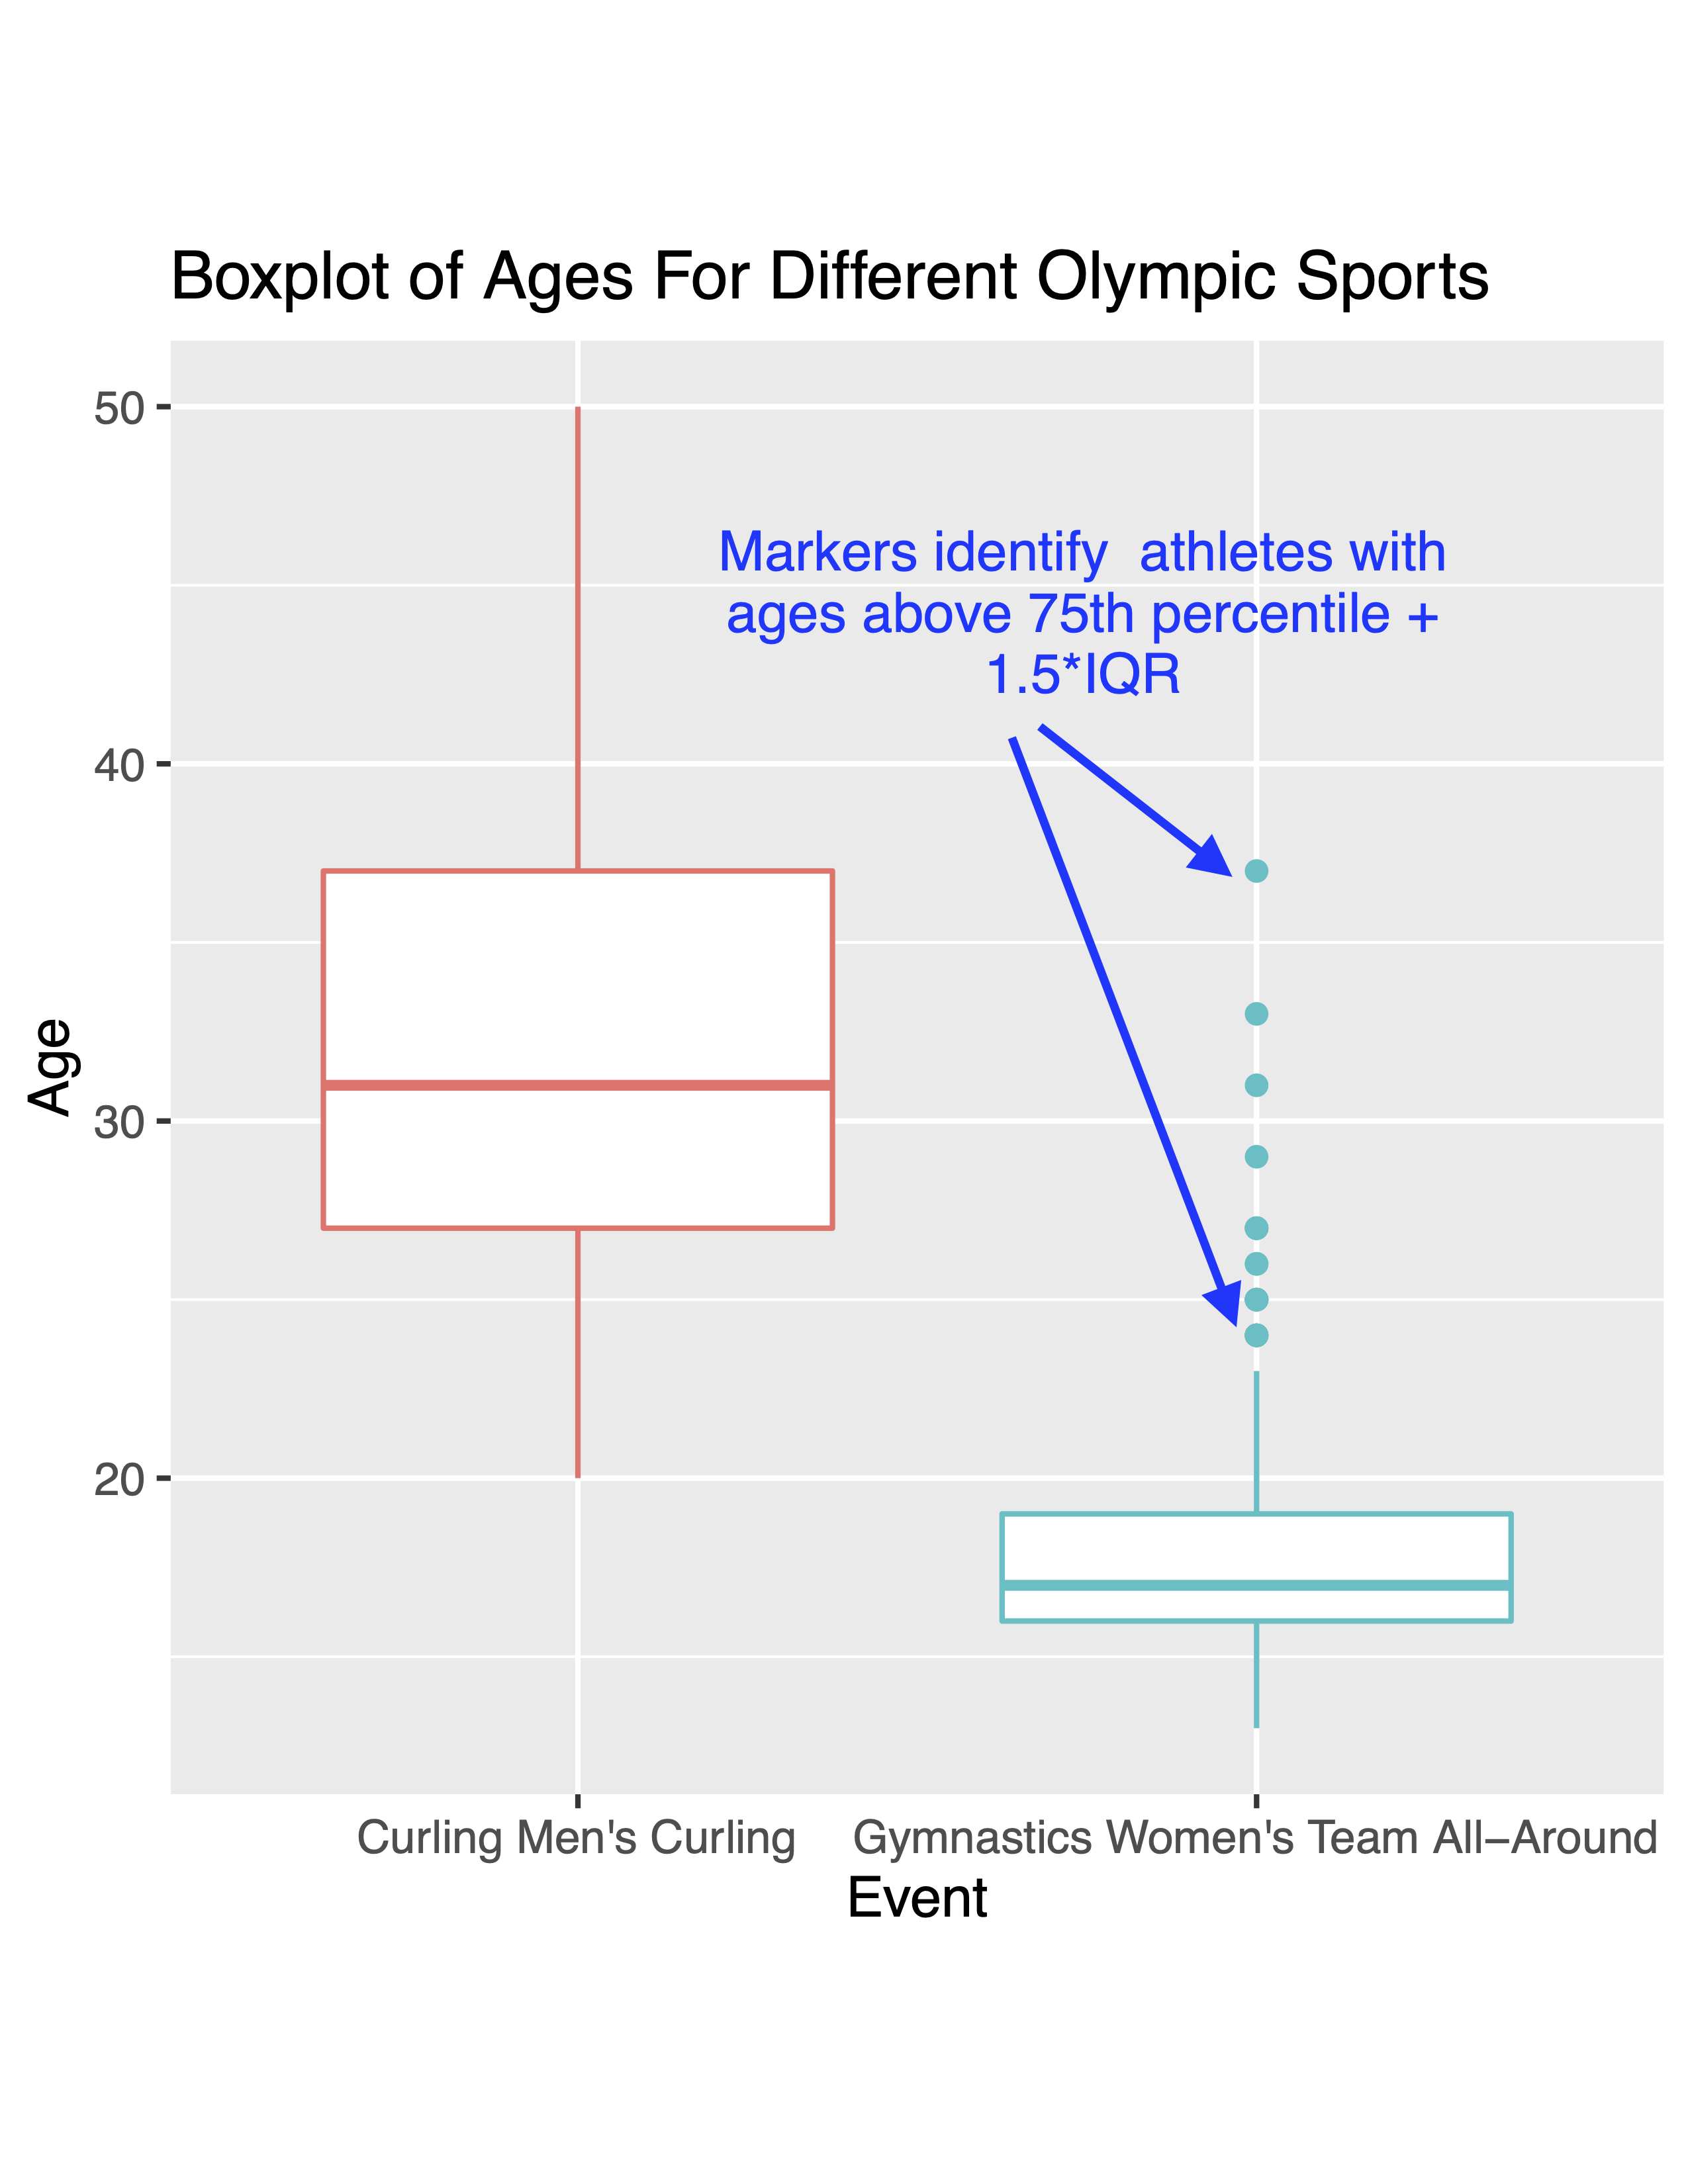 Boxplot of Ages For Different Olympic Sports
50
Markers identify  athletes with
ages above 75th percentile +
1.5*IQR
40
Age
30
20
Curling Men's Curling
Gymnastics Women's Team All−Around
Event